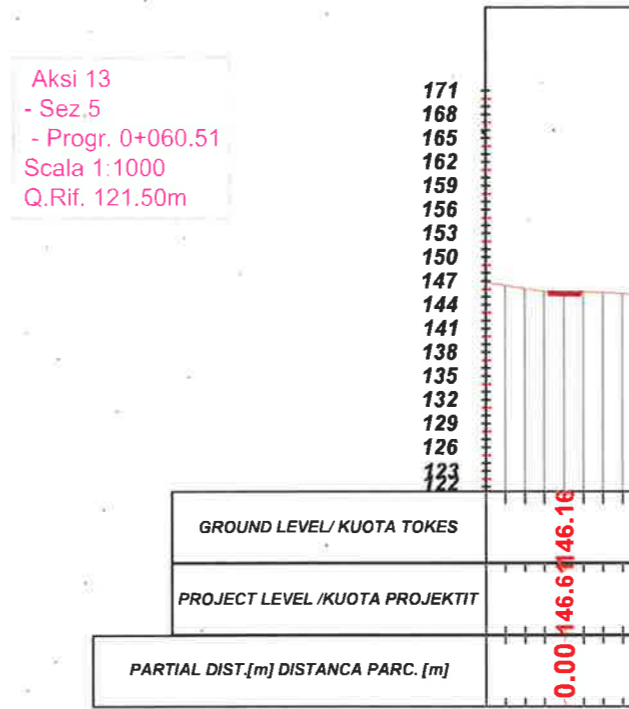 Aksi 13
- Sez.5
- Progr. 0+060.51
Scala 1:1000
Q.Rif. 121.50m
171
168
165
162
159
156
153
150
147
144
141
138
135
132
129
126
123
122
GROUND LEVEL/ KUOTA TOKES
146.16
PROJECT LEVEL /KUOTA PROJEKTIT
146.61
PARTIAL DIST.[m] DISTANCA PARC. [m]
0.00